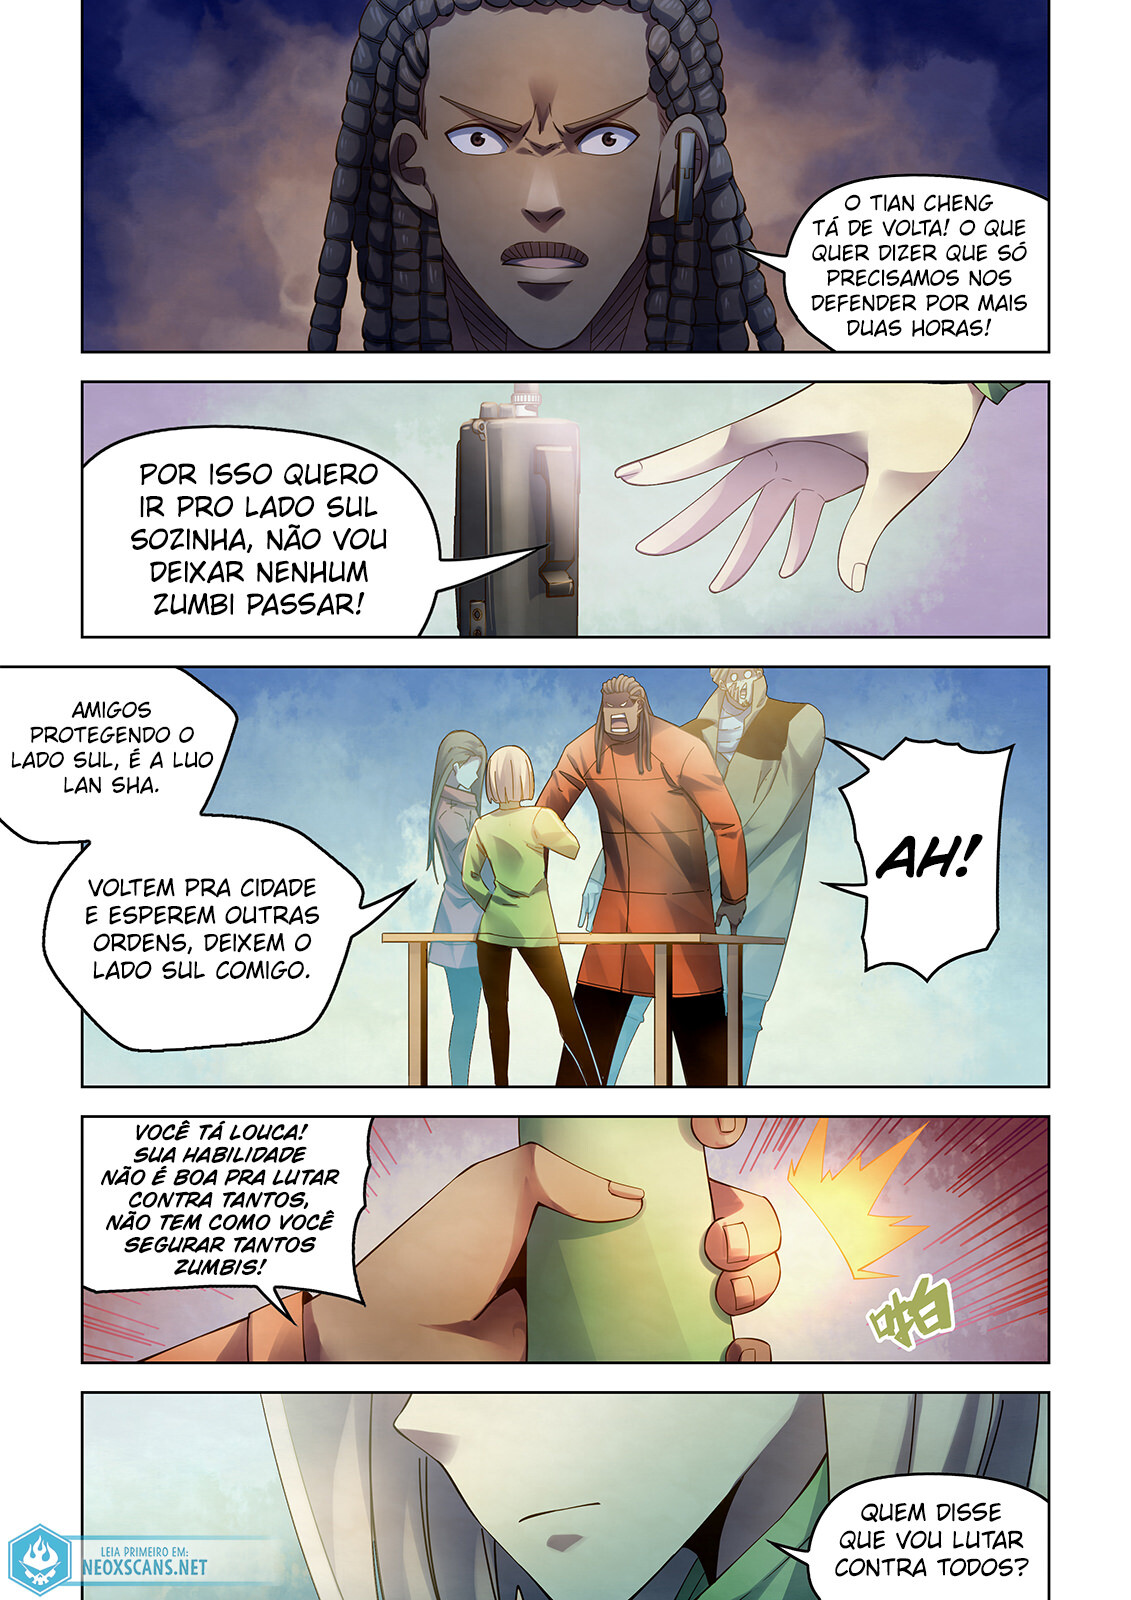 O TIAN CHENG
TÁ DE VOLTA! O QUE
QUER DIZER QUE SÓ
PRECISAMOS NOS
DEFENDER POR MAIS
DUAS HORAS!
POR ISSO QUERO
IR PRO LADO SUL
SOZINHA, NÃO VOU
DEIXAR NENHUM
ZUMBI PASSAR!
AMIGOS
PROTEGENDO O
LADO SUL, É A LUO
LAN SHA.
VOLTEM PRA CIDADE
E ESPEREM OUTRAS
ORDENS, DEIXEM O
LADO SUL COMIGO.
AH!
VOCÊ TÁ LOUCA!
SUA HABILIDADE
NÃO É BOA PRA LUTAR
CONTRA TANTOS,
NÃO TEM COMO VOCÊ
SEGURAR TANTOS
ZUMBIS!
啪
QUEM DISSE
QUE VOU LUTAR
CONTRA TODOS?
LEIA PRIMEIRO EM:
NEOXSCANS.NET